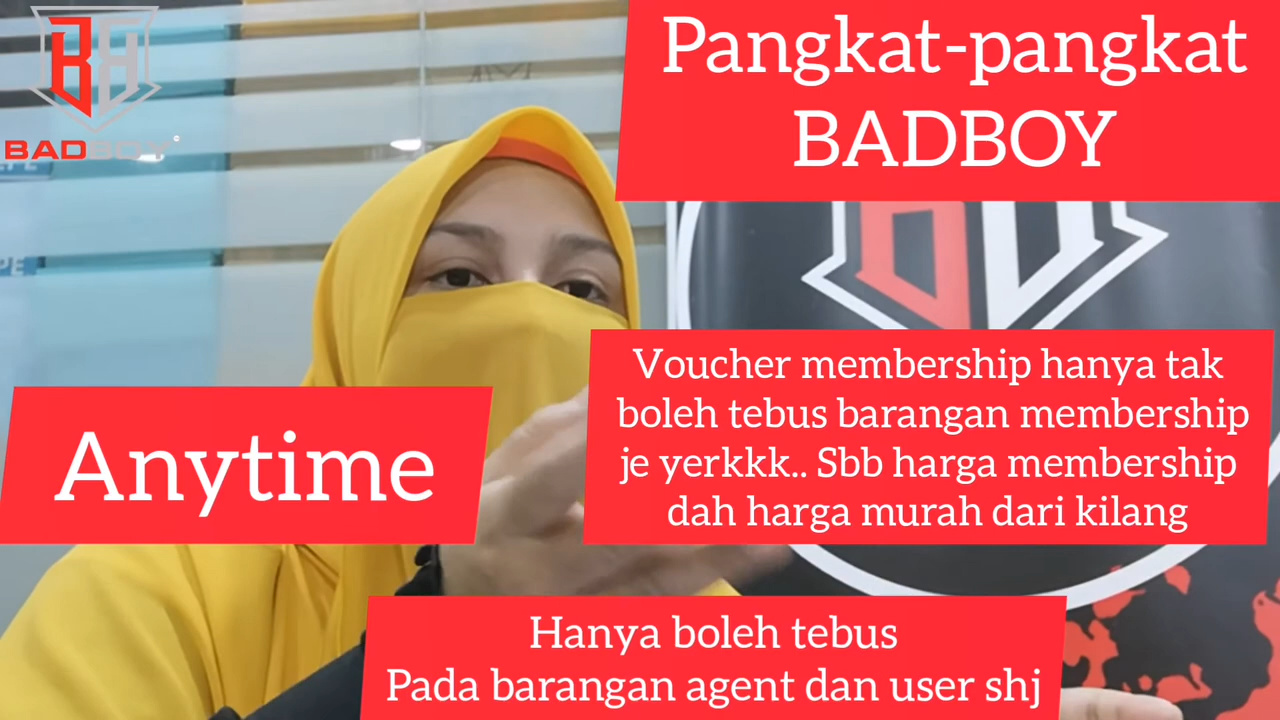 BADBOY
Pangkat-pangkat
BADBOY
Anytime
Voucher membership hanya tak
boleh tebus barangan membership
je yerkkk.. Sbb harga membership
dah harga murah dari kilang
Hanya boleh tebus
Pada barangan agent dan user shj